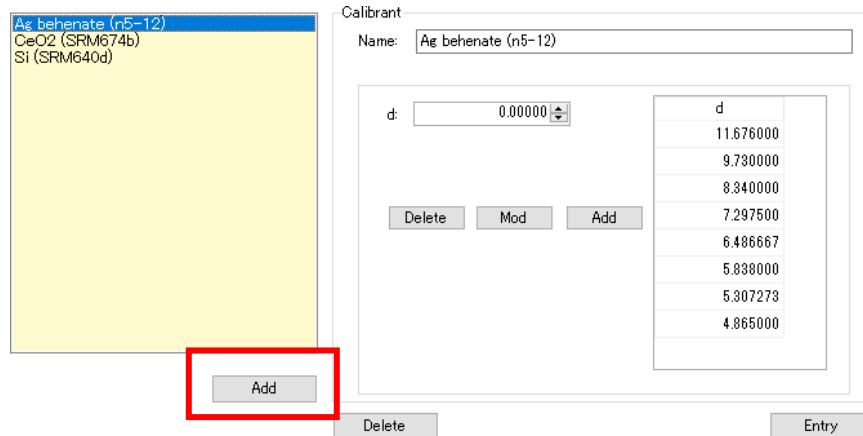 Ag behenate (n5-12)
CeO2 (SRM674b)
Si (SRM640d)
Add
Calibrant
Name: Ag behenate (n5-12)
d: 0.00000
Delete Mod Add
d
11.676000
9.730000
8.340000
7.297500
6.486667
5.838000
5.307273
4.865000
Delete Entry